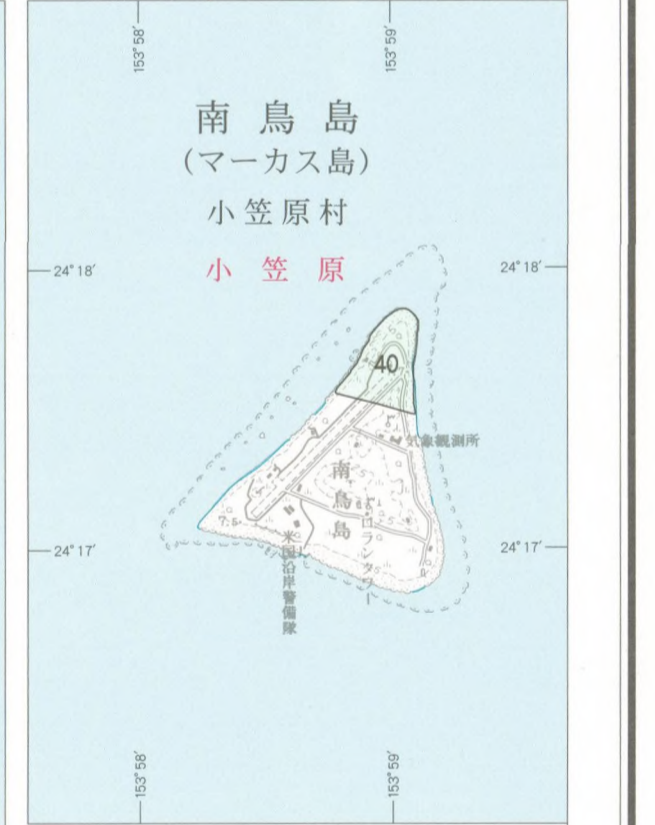 153°58′
153°59′
南鳥島
(マーカス島)
小笠原村
小笠原
24°18′
24°18′
40
気象観測所
南鳥島
7.5
ロランタワー
米国沿岸警備隊
24°17′
24°17′
153°58′
153°59′